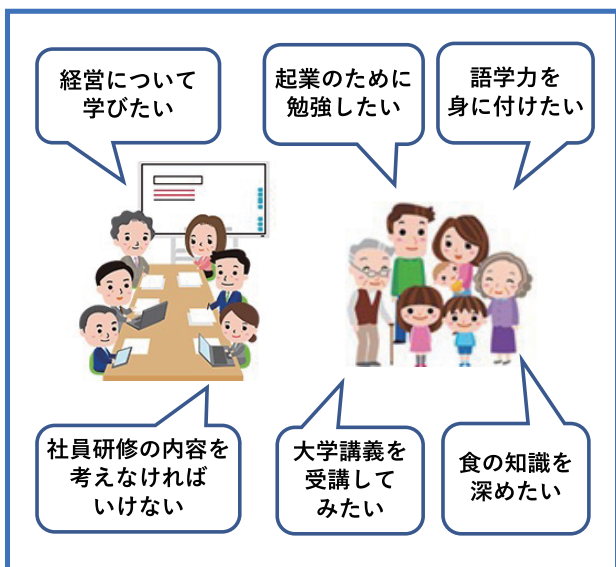 経営について
学びたい
起業のために
勉強したい
語学力を
身に付けたい
社員研修の内容を
考えなければ
いけない
大学講義を
受講して
みたい
食の知識を
深めたい